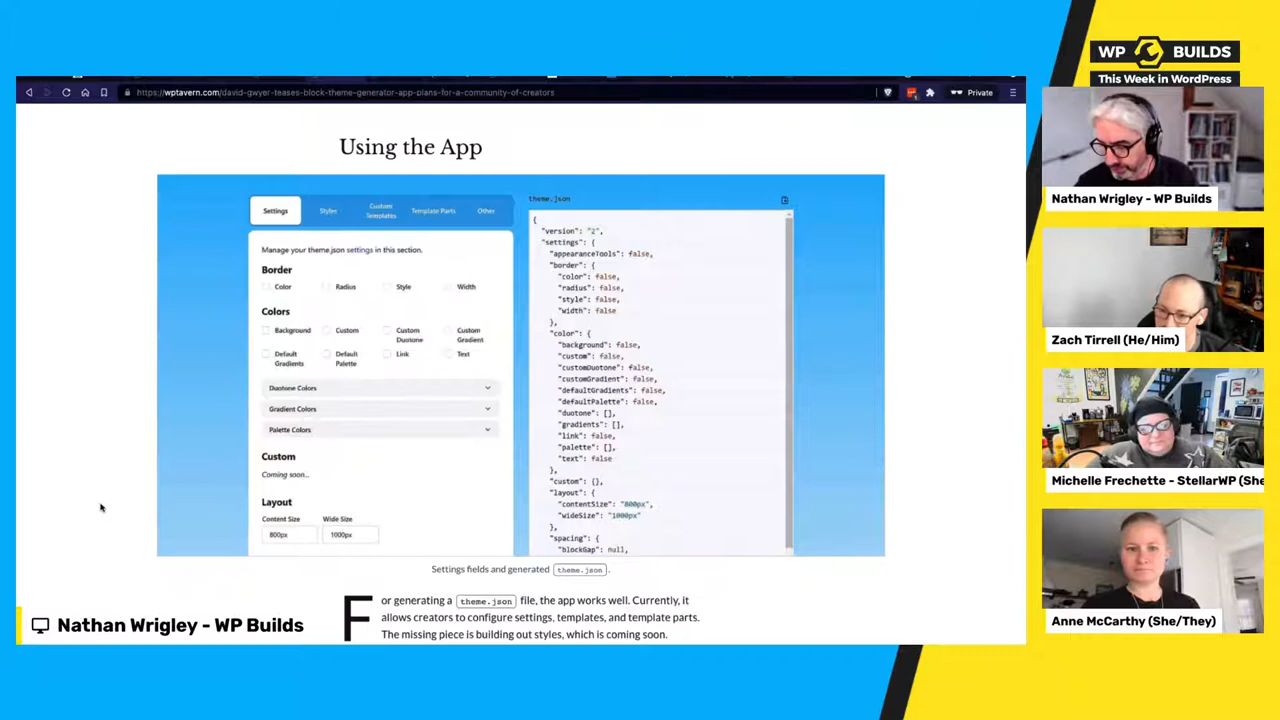 WP BUILDS
This Week in WordPress
https://wptavern.com/david-gwyer-teases-block-theme-generator-app-plans-for-a-community-of-creators
Private
Using the App
Settings
Styles
Custom
Templates
Template Parts
Other
Manage your theme.json settings in this section.
Border
Color
Radius
Style
Width
Colors
Background
Custom
Custom
Duotone
Custom
Gradient
Default
Gradients
Default
Palette
Link
Text
Duotone Colors
Gradient Colors
Palette Colors
Custom
Coming soon...
Layout
Content Size
Wide Size
800px
1000px
theme.json
{
"version": "2",
"settings": {
"appearanceTools": false,
"border": {
"color": false,
"radius": false,
"style": false,
"width": false
},
"color": {
"background": false,
"custom": false,
"customDuotone": false,
"customGradient": false,
"defaultGradients": false,
"defaultPalette": false,
"duotone": [],
"gradients": [],
"link": false,
"palette": [],
"text": false
},
"custom": {},
"layout": {
"contentSize": "800px",
"wideSize": "1000px"
},
"spacing": {
"blockGap": null,
Settings fields and generated theme.json.
For generating a theme.json file, the app works well. Currently, it
allows creators to configure settings, templates, and template parts.
The missing piece is building out styles, which is coming soon.
Nathan Wrigley - WP Builds
Nathan Wrigley - WP Builds
Zach Tirrell (He/Him)
Michelle Frechette - StellarWP (She
Anne McCarthy (She/They)